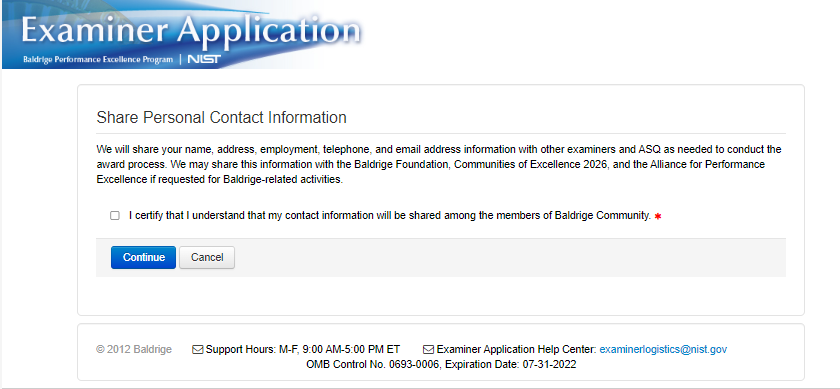 Examiner Application
Baldrige Performance Excellence Program | NIST
Share Personal Contact Information
We will share your name, address, employment, telephone, and email address information with other examiners and ASQ as needed to conduct the
award process. We may share this information with the Baldrige Foundation, Communities of Excellence 2026, and the Alliance for Performance
Excellence if requested for Baldrige-related activities.
I certify that I understand that my contact information will be shared among the members of Baldrige Community. *
Continue Cancel
© 2012 Baldrige Support Hours: M-F, 9:00 AM-5:00 PM ET Examiner Application Help Center: examinerlogistics@nist.gov
OMB Control No. 0693-0006, Expiration Date: 07-31-2022